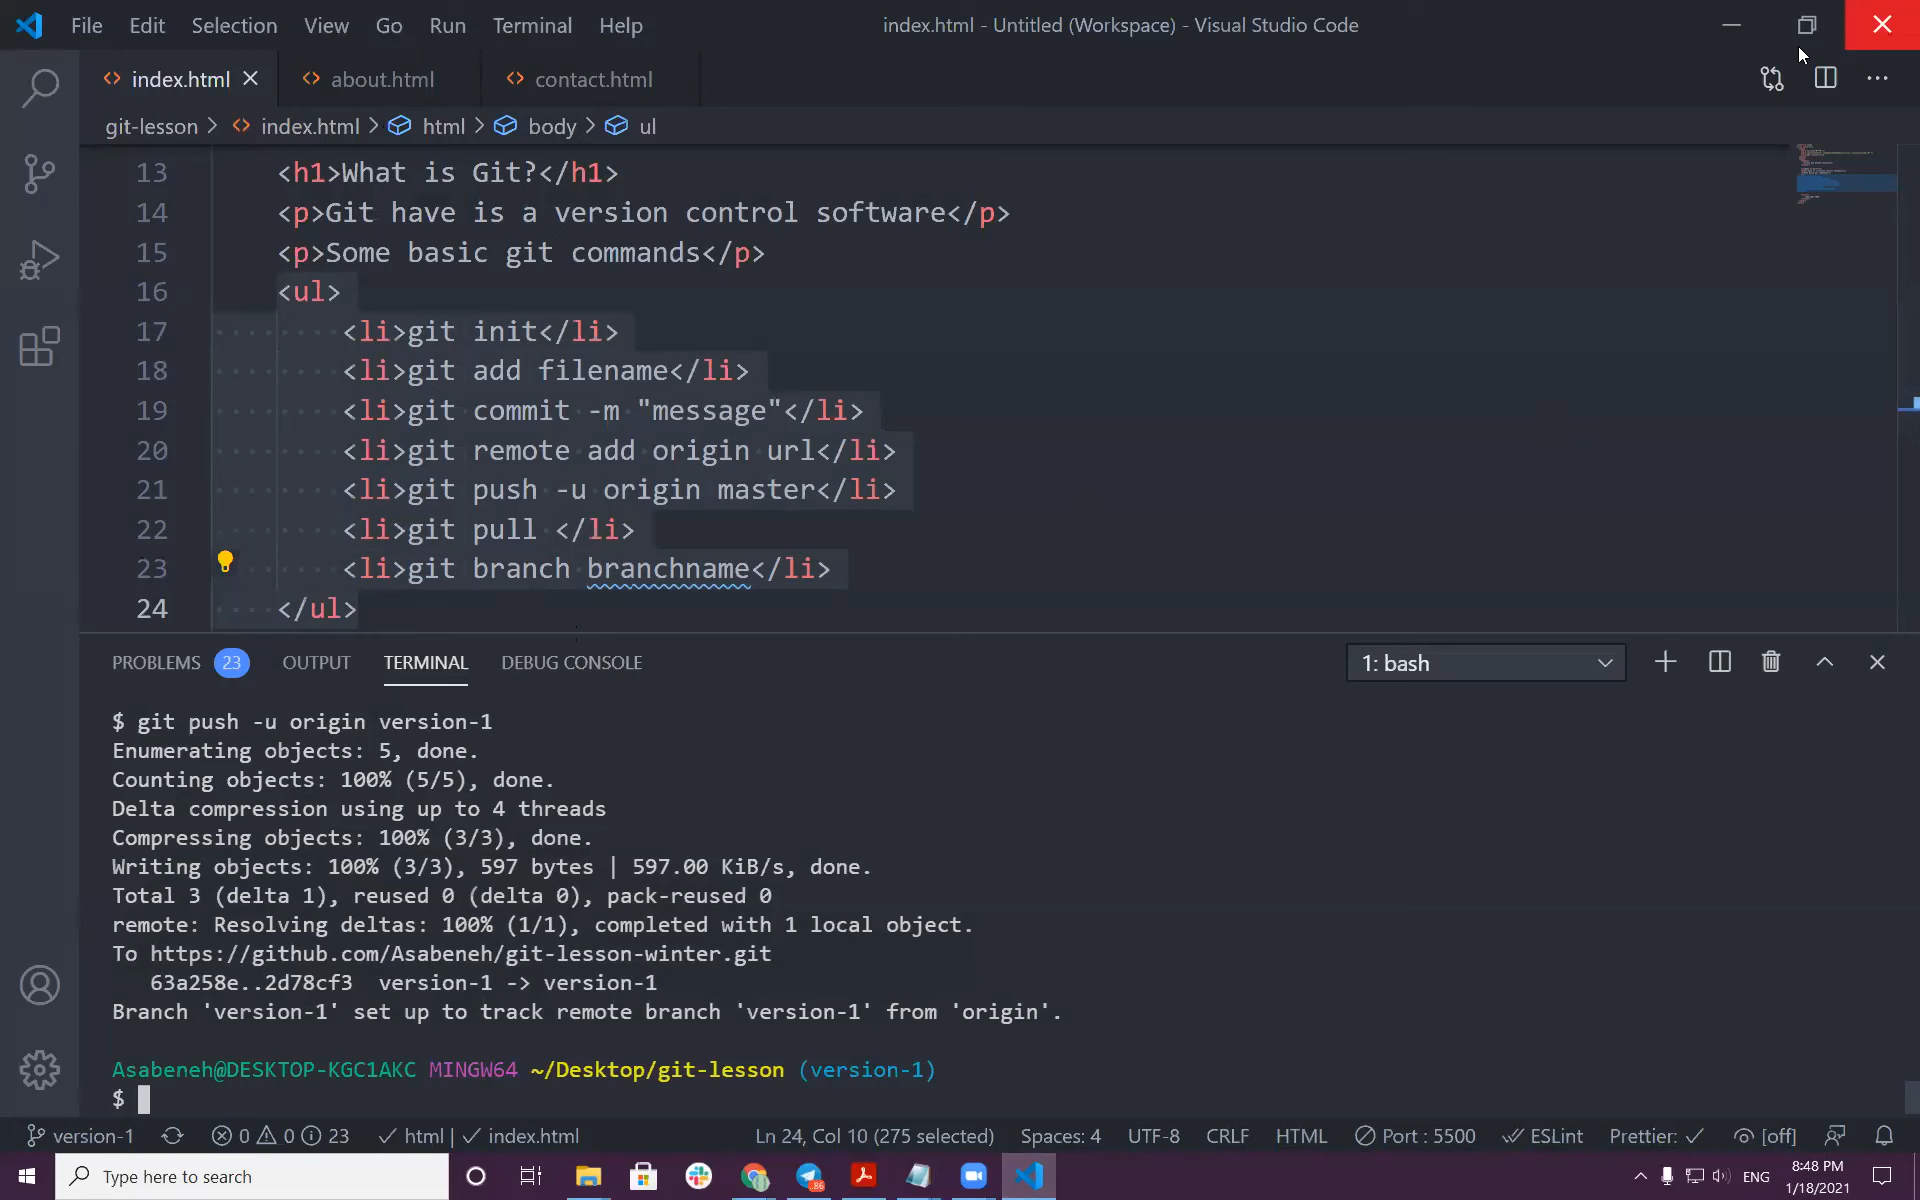 File Edit Selection View Go Run Terminal Help index.html - Untitled (Workspace) - Visual Studio Code
index.html about.html contact.html
git-lesson > index.html > html > body > ul
13 <h1>What is Git?</h1>
14 <p>Git have is a version control software</p>
15 <p>Some basic git commands</p>
16 <ul>
17 <li>git init</li>
18 <li>git add filename</li>
19 <li>git commit -m "message"</li>
20 <li>git remote add origin url</li>
21 <li>git push -u origin master</li>
22 <li>git pull </li>
23 <li>git branch branchname</li>
24 </ul>
PROBLEMS 23 OUTPUT TERMINAL DEBUG CONSOLE 1: bash
$ git push -u origin version-1
Enumerating objects: 5, done.
Counting objects: 100% (5/5), done.
Delta compression using up to 4 threads
Compressing objects: 100% (3/3), done.
Writing objects: 100% (3/3), 597 bytes | 597.00 KiB/s, done.
Total 3 (delta 1), reused 0 (delta 0), pack-reused 0
remote: Resolving deltas: 100% (1/1), completed with 1 local object.
To https://github.com/Asabeneh/git-lesson-winter.git
63a258e..2d78cf3 version-1 -> version-1
Branch 'version-1' set up to track remote branch 'version-1' from 'origin'.
Asabeneh@DESKTOP-KGC1AKC MINGW64 ~/Desktop/git-lesson (version-1)
$
version-1 0 0 23 html | index.html Ln 24, Col 10 (275 selected) Spaces: 4 UTF-8 CRLF HTML Port : 5500 ESLint Prettier: [off]
Type here to search ENG 8:48 PM
1/18/2021